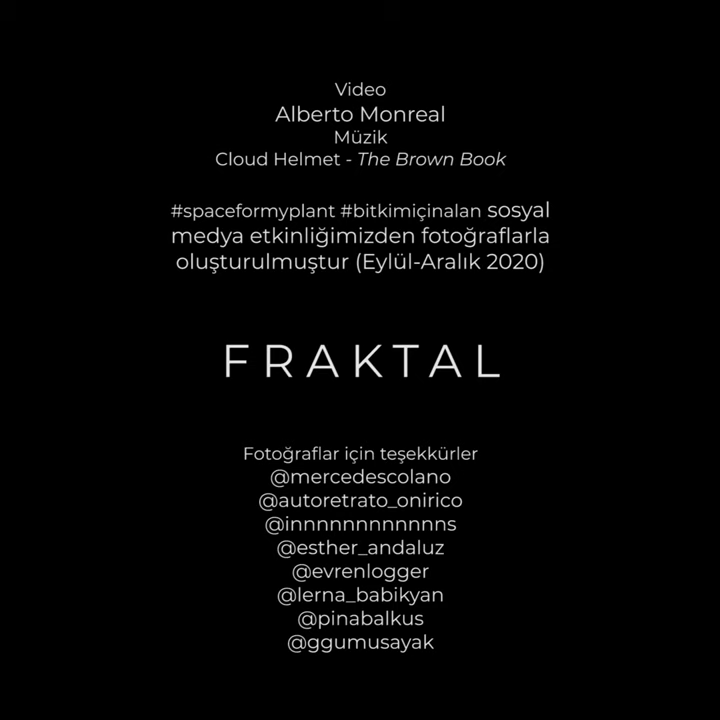 Video
Alberto Monreal
Müzik
Cloud Helmet - The Brown Book
#spaceformyplant #bitkimiçinalan sosyal
medya etkinliğimizden fotoğraflarla
oluşturulmuştur (Eylül-Aralık 2020)
FRAKTAL
Fotoğraflar için teşekkürler
@mercedescolano
@autoretrato_onirico
@innnnnnnnnnnns
@esther_andaluz
@evrenlogger
@lerna_babikyan
@pinabalkus
@ggumusayak